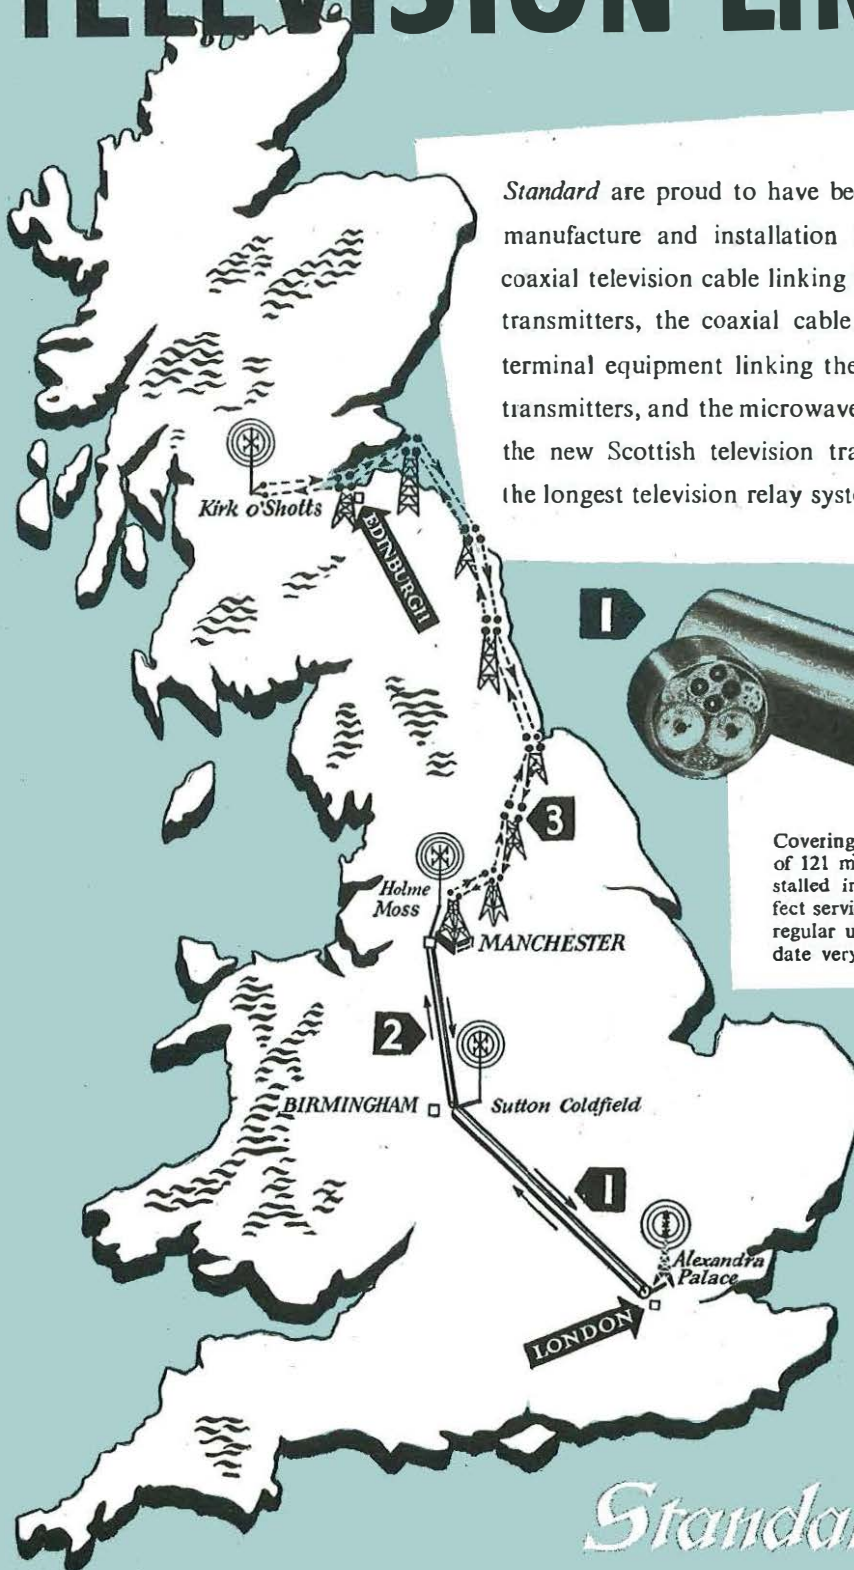 TELEVISION LIN
Standard are proud to have be
manufacture and installation
coaxial television cable linking
transmitters, the coaxial cable
terminal equipment linking the
transmitters, and the microwave
the new Scottish television tra
the longest television relay syste
Kirk o'Shotts
EDINBURGH
1
Covering
of 121 m
stalled in
fect servi
regular u
date very
3
Holme
Moss
MANCHESTER
2
BIRMINGHAM
Sutton Coldfield
1
Alexandra
Palace
LONDON
Standar